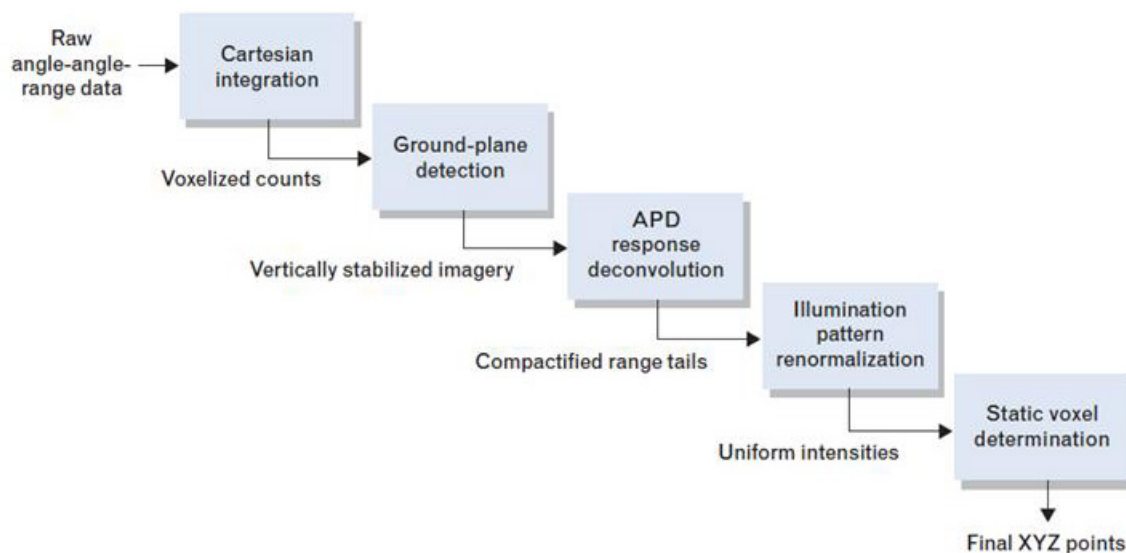 Raw
angle-angle-
range data
Cartesian
integration
Voxelized counts
Ground-plane
detection
Vertically stabilized imagery
APD
response
deconvolution
Compactified range tails
Illumination
pattern
renormalization
Uniform intensities
Static voxel
determination
Final XYZ points